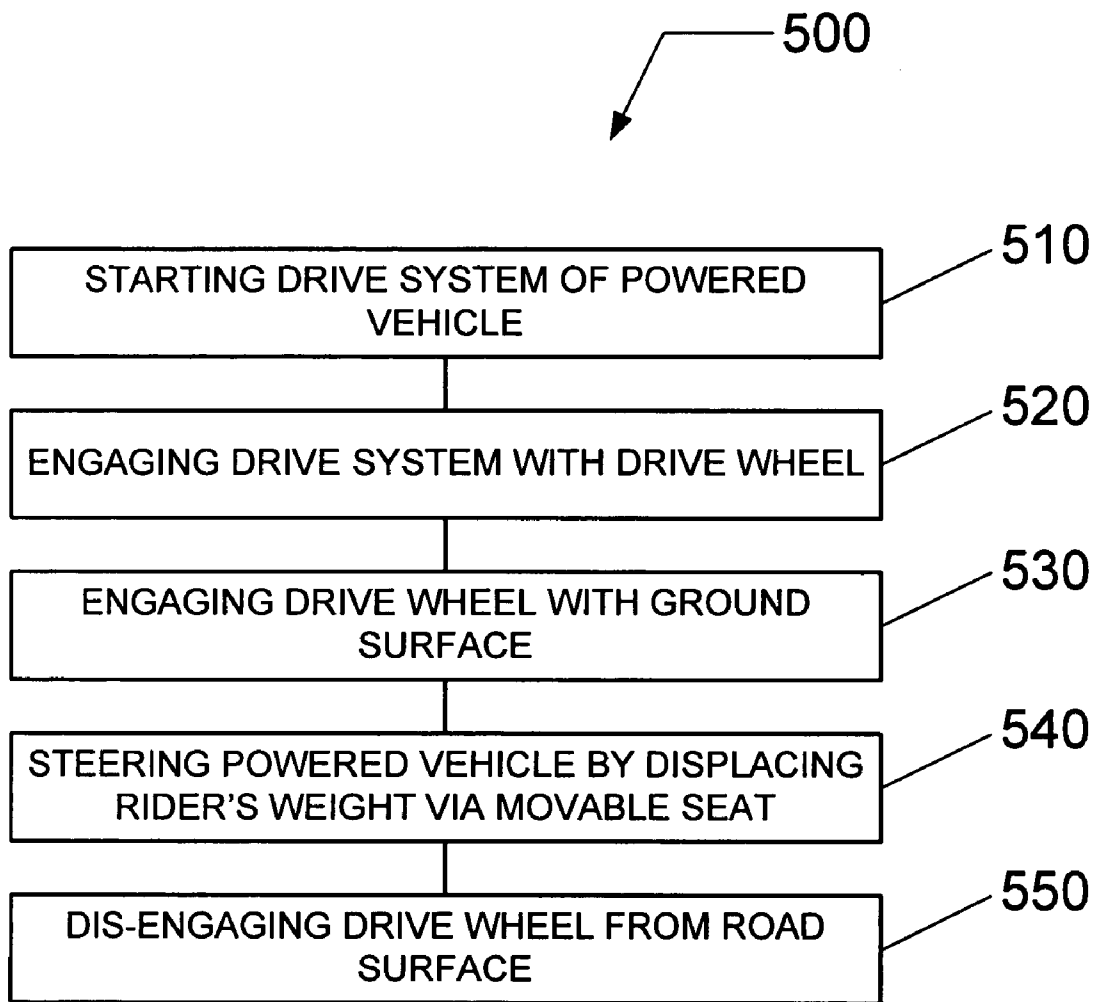 500
510
STARTING DRIVE SYSTEM OF POWERED
VEHICLE
520
ENGAGING DRIVE SYSTEM WITH DRIVE WHEEL
530
ENGAGING DRIVE WHEEL WITH GROUND
SURFACE
540
STEERING POWERED VEHICLE BY DISPLACING
RIDER'S WEIGHT VIA MOVABLE SEAT
550
DIS-ENGAGING DRIVE WHEEL FROM ROAD
SURFACE